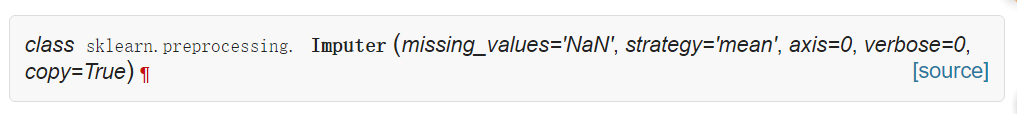 class sklearn.preprocessing. Imputer (missing_values='NaN', strategy='mean', axis=0, verbose=0,
copy=True) ¶ [source]